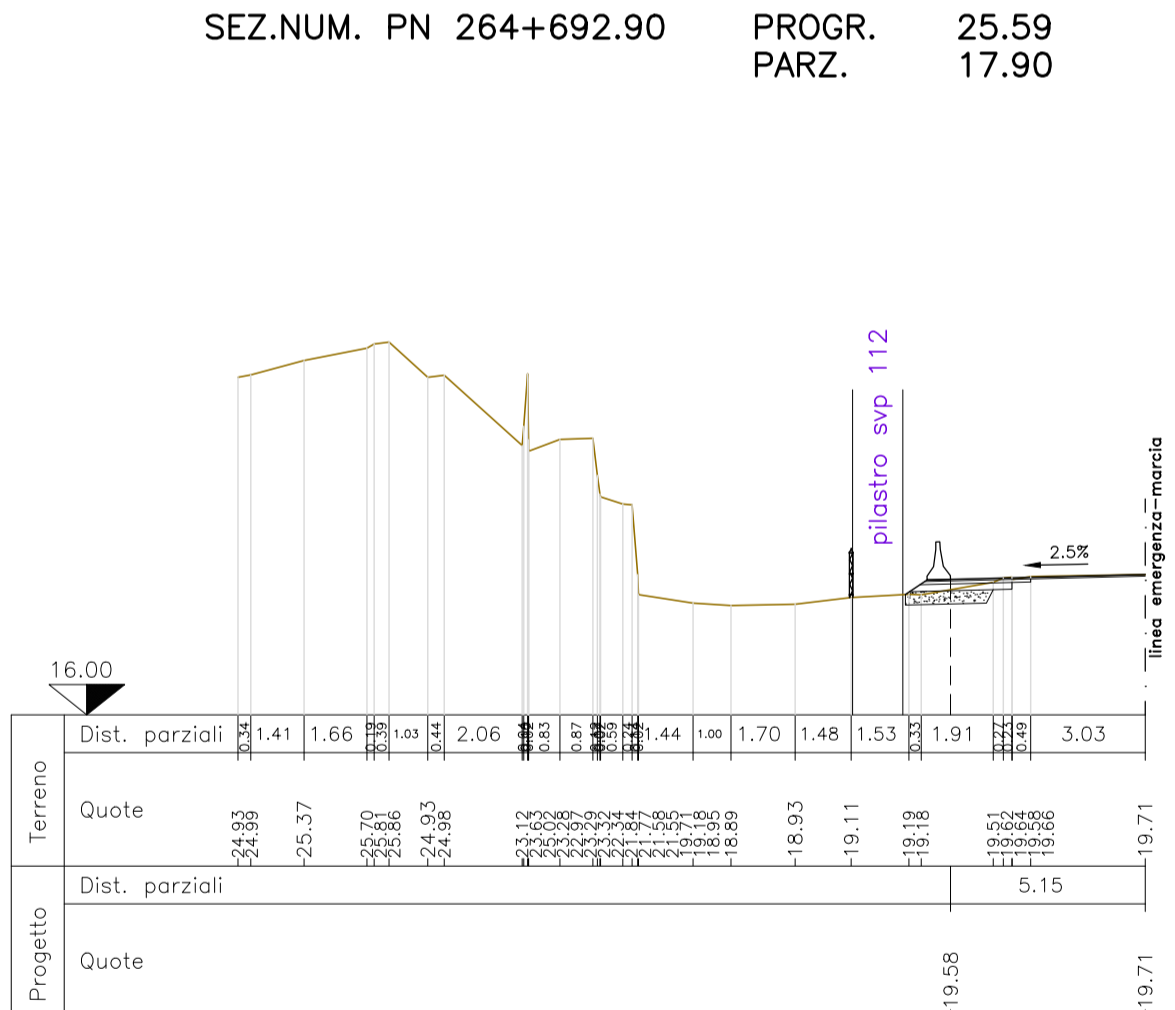 SEZ.NUM. PN 264+692.90 PROGR. 25.59
PARZ. 17.90
pilastro svp 112
linea emergenza-marcia
2.5%
16.00
Terreno
Dist. parziali 0.34 1.41 1.66 0.19 0.39 1.03 0.44 2.06 0.83 0.87 0.59 1.44 1.00 1.70 1.48 1.53 0.33 1.91 0.27 0.23 0.49 3.03
Quote 24.93 24.99 25.37 25.70 25.81 25.86 24.93 24.98 23.12 23.63 25.02 22.97 23.29 22.34 21.84 21.77 21.58 21.55 19.71 19.18 18.95 18.89 18.93 19.11 19.19 19.18 19.51 19.62 19.64 19.58 19.66 19.71
Progetto
Dist. parziali 5.15
Quote 19.58 19.71